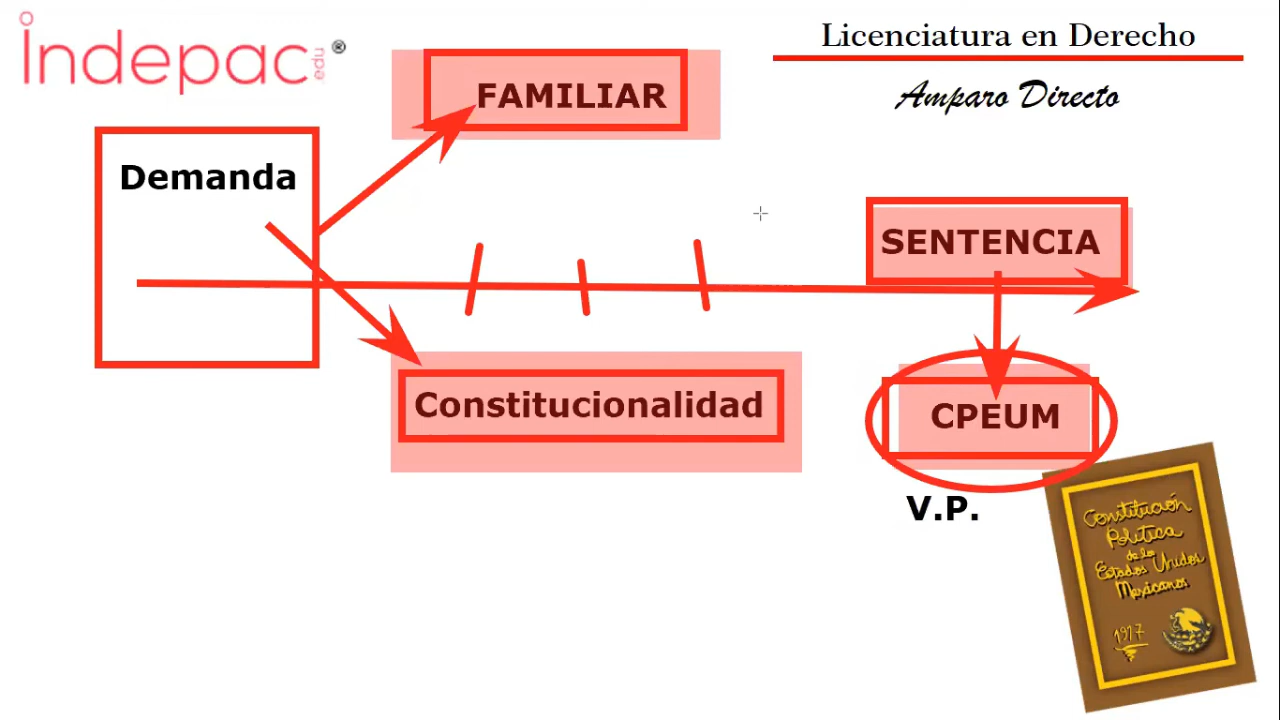 indepac.edu®
Licenciatura en Derecho
Amparo Directo
FAMILIAR
Demanda
SENTENCIA
Constitucionalidad
CPEUM
V.P.
Constitución
Política
de los
Estados Unidos
Mexicanos
1917